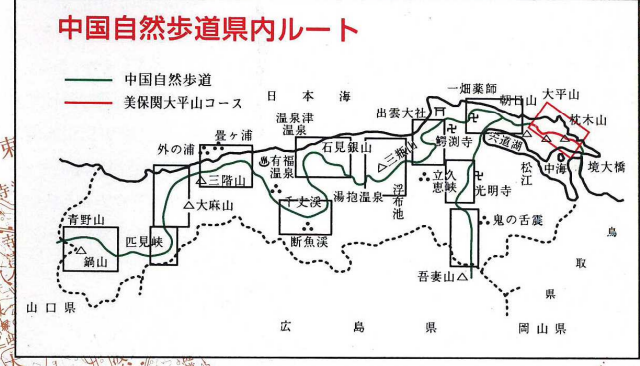 中国自然歩道県内ルート
中国自然歩道
美保関大平山コース
日本海
一畑薬師
朝日山
大平山
枕木山
出雲大社
温泉津
温泉
石見銀山
三瓶山
鰐渕寺
宍道湖
松江
中海
境大橋
外の浦
畳ヶ浦
有福
温泉
三階山
大麻山
千丈渓
断魚渓
湯抱温泉
浮布池
立久
恵峡
光明寺
鬼の舌震
吾妻山
青野山
鍋山
匹見峡
山口県
広島県
岡山県
鳥取県